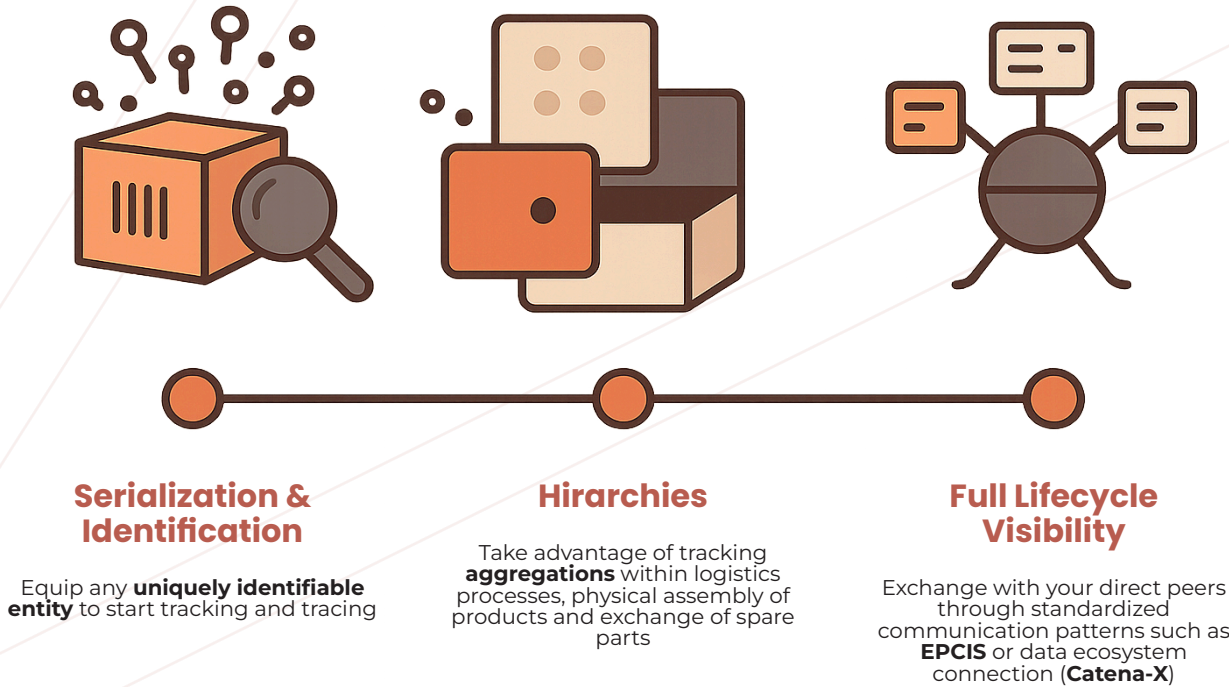 Serialization &
Identification
Equip any uniquely identifiable
entity to start tracking and tracing
Hirarchies
Take advantage of tracking
aggregations within logistics
processes, physical assembly of
products and exchange of spare
parts
Full Lifecycle
Visibility
Exchange with your direct peers
through standardized
communication patterns such as
EPCIS or data ecosystem
connection (Catena-X)